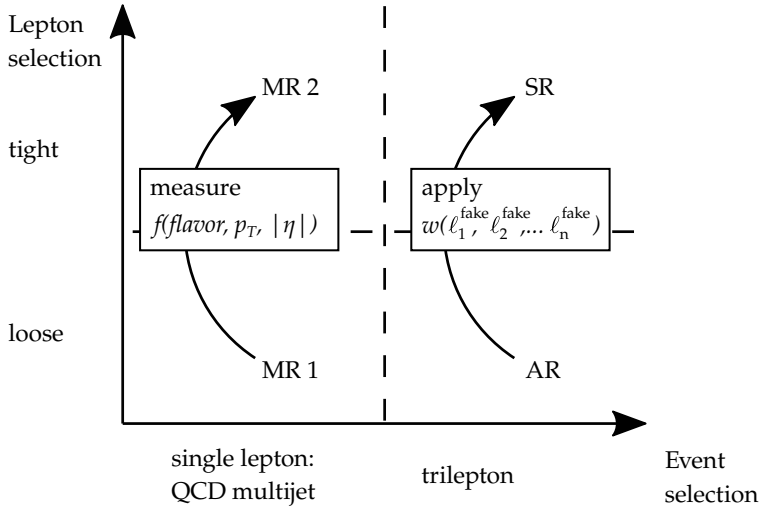 Lepton
selection
tight
loose
MR 2
measure
f(flavor, p_T, |η|)
MR 1
SR
apply
w(ℓ_1^fake, ℓ_2^fake,... ℓ_n^fake)
AR
single lepton:
QCD multijet
trilepton
Event
selection